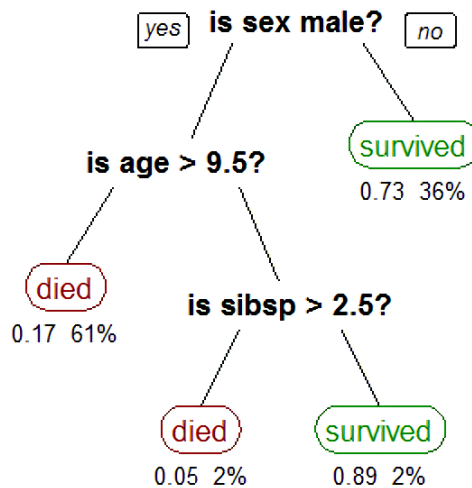 yes is sex male? no
survived
is age > 9.5?
0.73 36%
died
is sibsp > 2.5?
0.17 61%
died survived
0.05 2% 0.89 2%